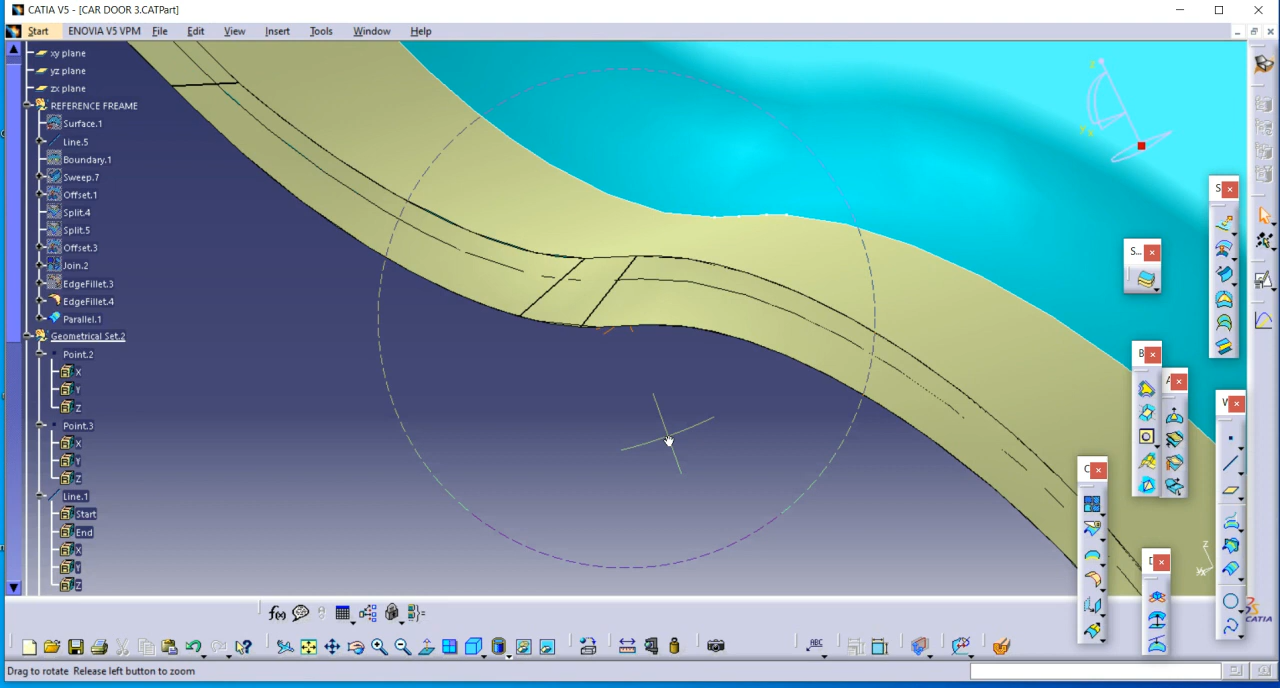 CATIA V5 - [CAR DOOR 3.CATPart]
Start ENOVIA V5 VPM File Edit View Insert Tools Window Help
xy plane
yz plane
zx plane
REFERENCE FREAME
Surface.1
Line.5
Boundary.1
Sweep.7
Offset.1
Split.4
Split.5
Offset.3
Join.2
EdgeFillet.3
EdgeFillet.4
Parallel.1
Geometrical Set.2
Point.2
X
Y
Z
Point.3
X
Y
Z
Line.1
Start
End
X
Y
Z
S
S...
B
A
V
C
D
z
f(x)
ABC
CATIA
Drag to rotate Release left button to zoom